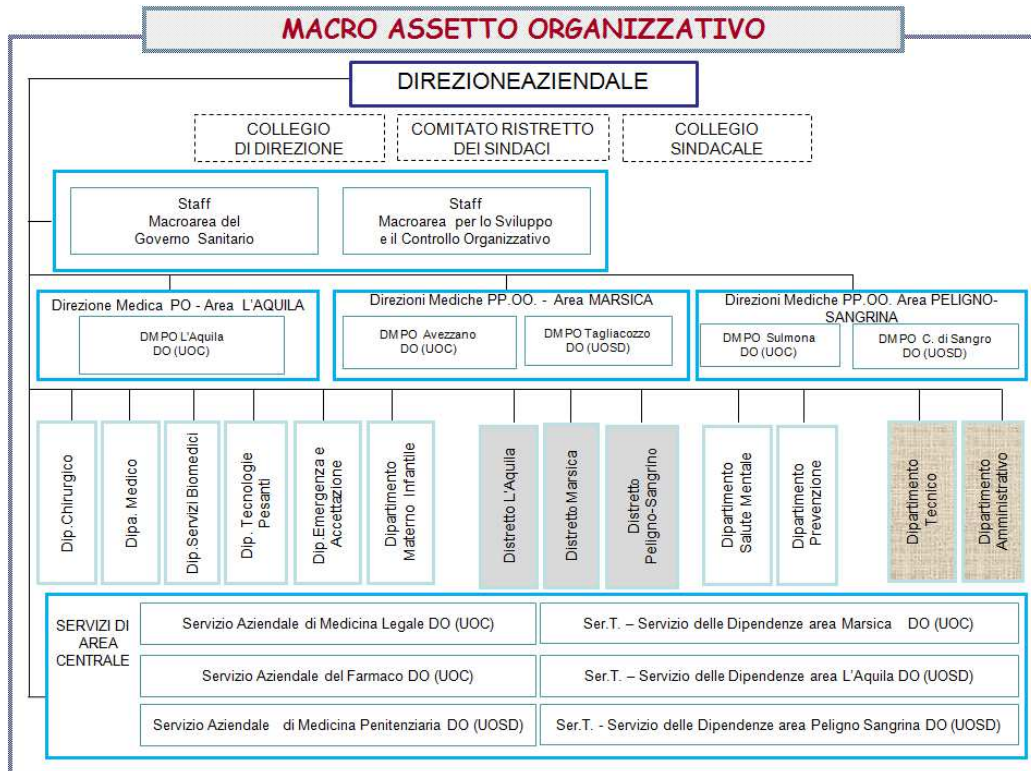 MACRO ASSETTO ORGANIZZATIVO
DIREZIONEAZIENDALE
COLLEGIO
DI DIREZIONE
COMITATO RISTRETTO
DEI SINDACI
COLLEGIO
SINDACALE
Staff
Macroarea del
Governo Sanitario
Staff
Macroarea per lo Sviluppo
e il Controllo Organizzativo
Direzione Medica PO - Area L'AQUILA
DM PO L'Aquila
DO (UOC)
Direzioni Mediche PP.OO. - Area MARSICA
DM PO Avezzano
DO (UOC)
DM PO Tagliacozzo
DO (UOSD)
Direzioni Mediche PP.OO. Area PELIGNO-
SANGRINA
DM PO Sulmona
DO (UOC)
DM PO C. di Sangro
DO (UOSD)
Dip.Chirurgico
Dipa. Medico
Dip.Servizi Biomedici
Dip. Tecnologie
Pesanti
Dip.Emergenza e
Accettazione
Dipartimento
Materno Infantile
Distretto L'Aquila
Distretto Marsica
Distretto
Peligno-Sangrino
Dipartimento
Salute Mentale
Dipartimento
Prevenzione
Dipartimento
Tecnico
Dipartimento
Amministrativo
SERVIZI DI
AREA
CENTRALE
Servizio Aziendale di Medicina Legale DO (UOC)
Ser.T. – Servizio delle Dipendenze area Marsica DO (UOC)
Servizio Aziendale del Farmaco DO (UOC)
Ser.T. – Servizio delle Dipendenze area L'Aquila DO (UOSD)
Servizio Aziendale di Medicina Penitenziaria DO (UOSD)
Ser.T. - Servizio delle Dipendenze area Peligno Sangrina DO (UOSD)